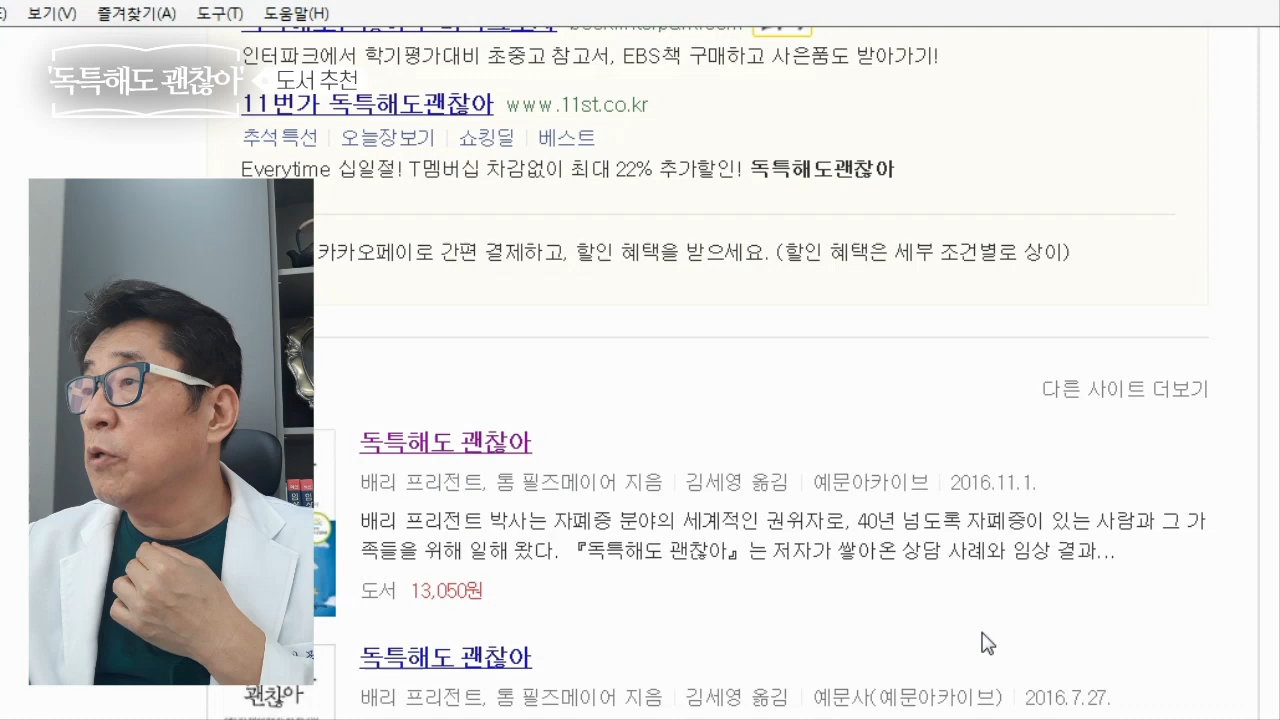 보기(V) 즐겨찾기(A) 도구(T) 도움말(H)
인터파크에서 학기평가대비 초중고 참고서, EBS책 구매하고 사은품도 받아가기!
'독특해도 괜찮아' 도서 추천
11번가 독특해도괜찮아 www.11st.co.kr
추석특선 오늘장보기 쇼킹딜 베스트
Everytime 십일절! T멤버십 차감없이 최대 22% 추가할인! 독특해도괜찮아
카카오페이로 간편 결제하고, 할인 혜택을 받으세요. (할인 혜택은 세부 조건별로 상이)
다른 사이트 더보기
독특해도 괜찮아
배리 프리전트, 톰 필즈메이어 지음 김세영 옮김 예문아카이브 2016.11.1.
배리 프리전트 박사는 자폐증 분야의 세계적인 권위자로, 40년 넘도록 자폐증이 있는 사람과 그 가
족들을 위해 일해 왔다. 『독특해도 괜찮아』는 저자가 쌓아온 상담 사례와 임상 결과...
도서 13,050원
독특해도 괜찮아
괜찮아
배리 프리전트, 톰 필즈메이어 지음 김세영 옮김 예문사(예문아카이브) 2016.7.27.